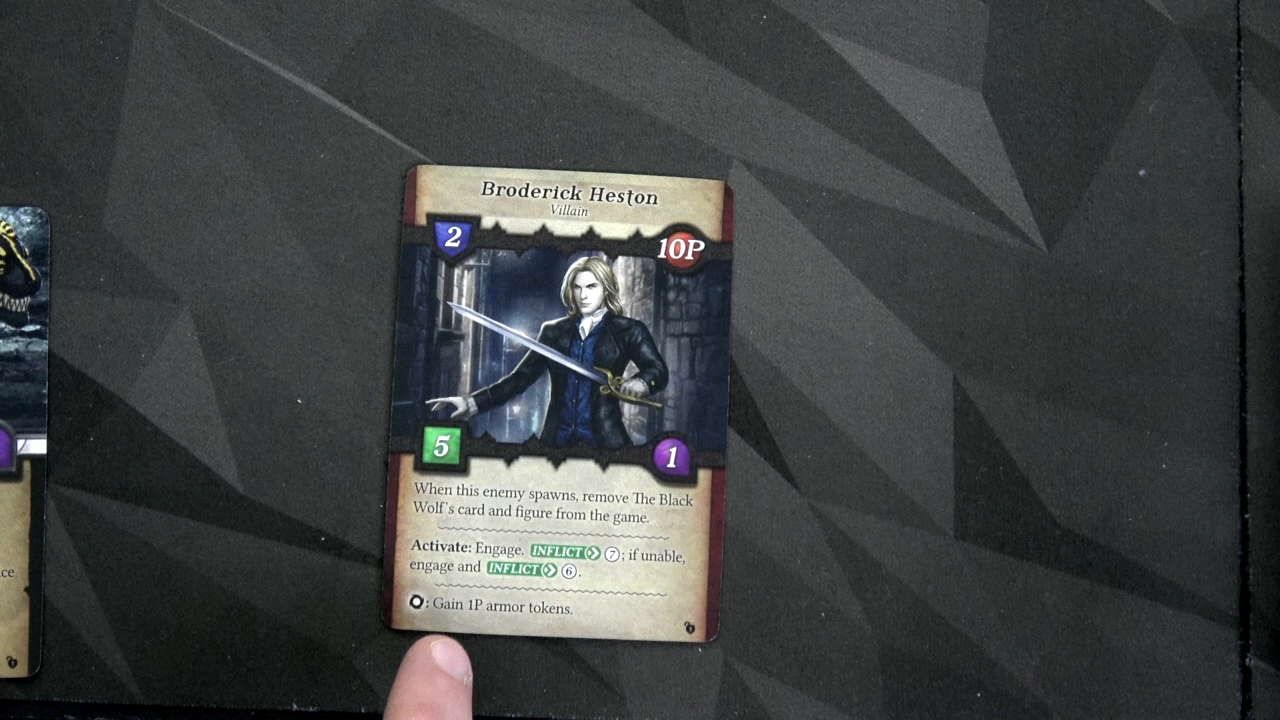 Broderick Heston
Villain
2
10P
5
1
When this enemy spawns, remove The Black
Wolf's card and figure from the game.
Activate: Engage. INFLICT 7; if unable,
engage and INFLICT 6.
: Gain 1P armor tokens.